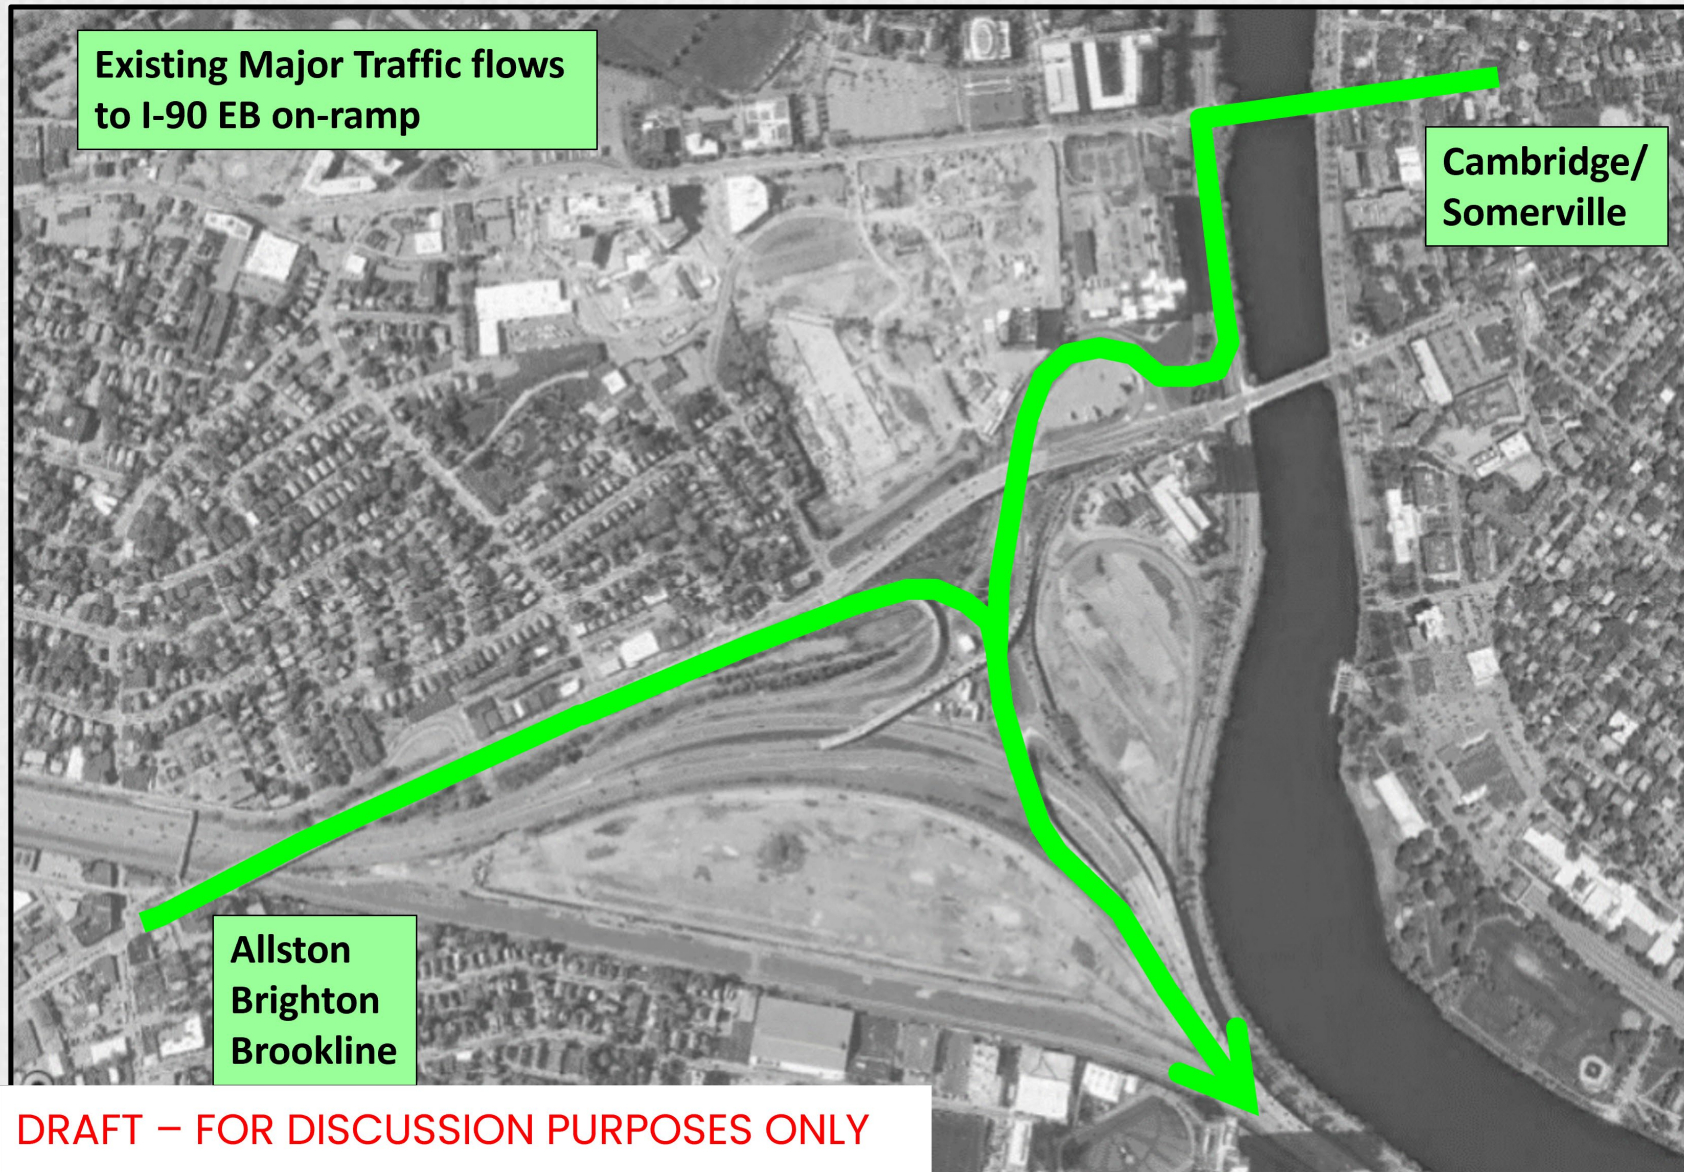 Existing Major Traffic flows
to I-90 EB on-ramp
Cambridge/
Somerville
Allston
Brighton
Brookline
DRAFT – FOR DISCUSSION PURPOSES ONLY